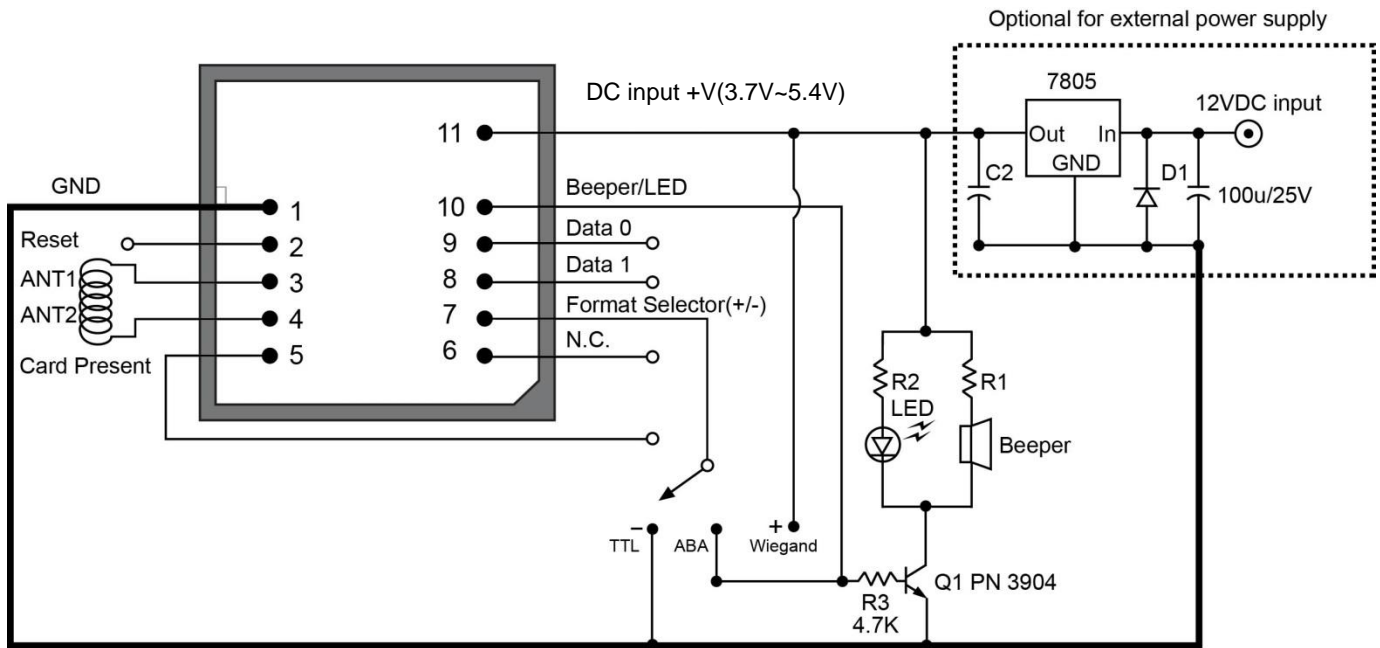 Optional for external power supply
DC input +V(3.7V~5.4V)
7805
12VDC input
11
Out
In
GND
C2
D1
100u/25V
GND
1
10
Beeper/LED
Reset
2
9
Data 0
ANT1
3
8
Data 1
ANT2
4
7
Format Selector(+/-)
Card Present
5
6
N.C.
R2
R1
LED
Beeper
–
TTL
ABA
+
Wiegand
R3
4.7K
Q1 PN 3904